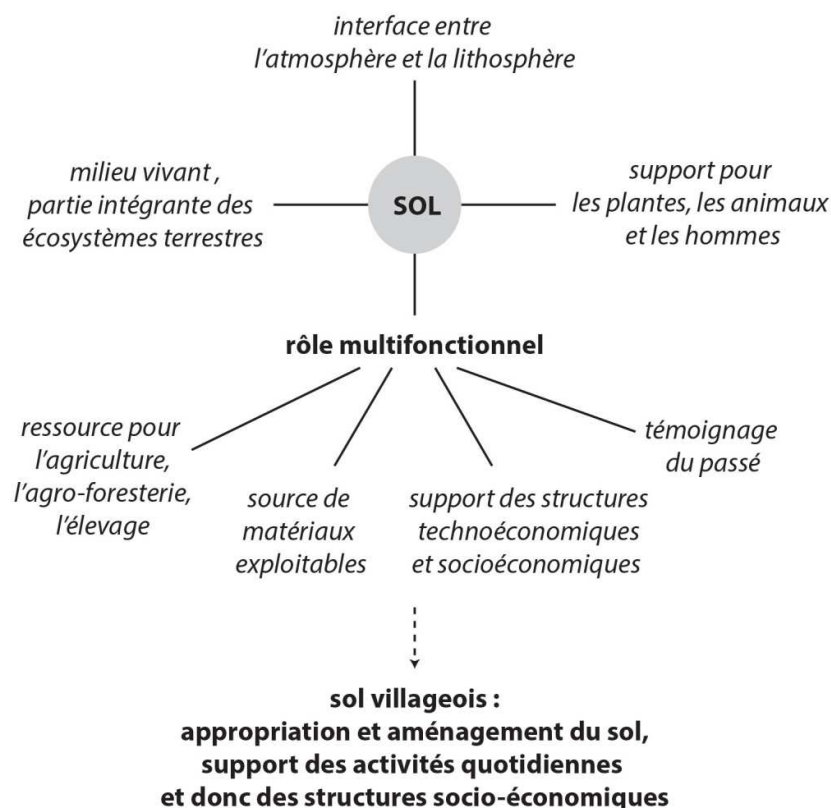 interface entre
l'atmosphère et la lithosphère
milieu vivant ,
partie intégrante des
écosystèmes terrestres
SOL
support pour
les plantes, les animaux
et les hommes
rôle multifonctionnel
ressource pour
l'agriculture,
l'agro-foresterie,
l'élevage
source de
matériaux
exploitables
support des structures
technoéconomiques
et socioéconomiques
témoignage
du passé
sol villageois :
appropriation et aménagement du sol,
support des activités quotidiennes
et donc des structures socio-économiques